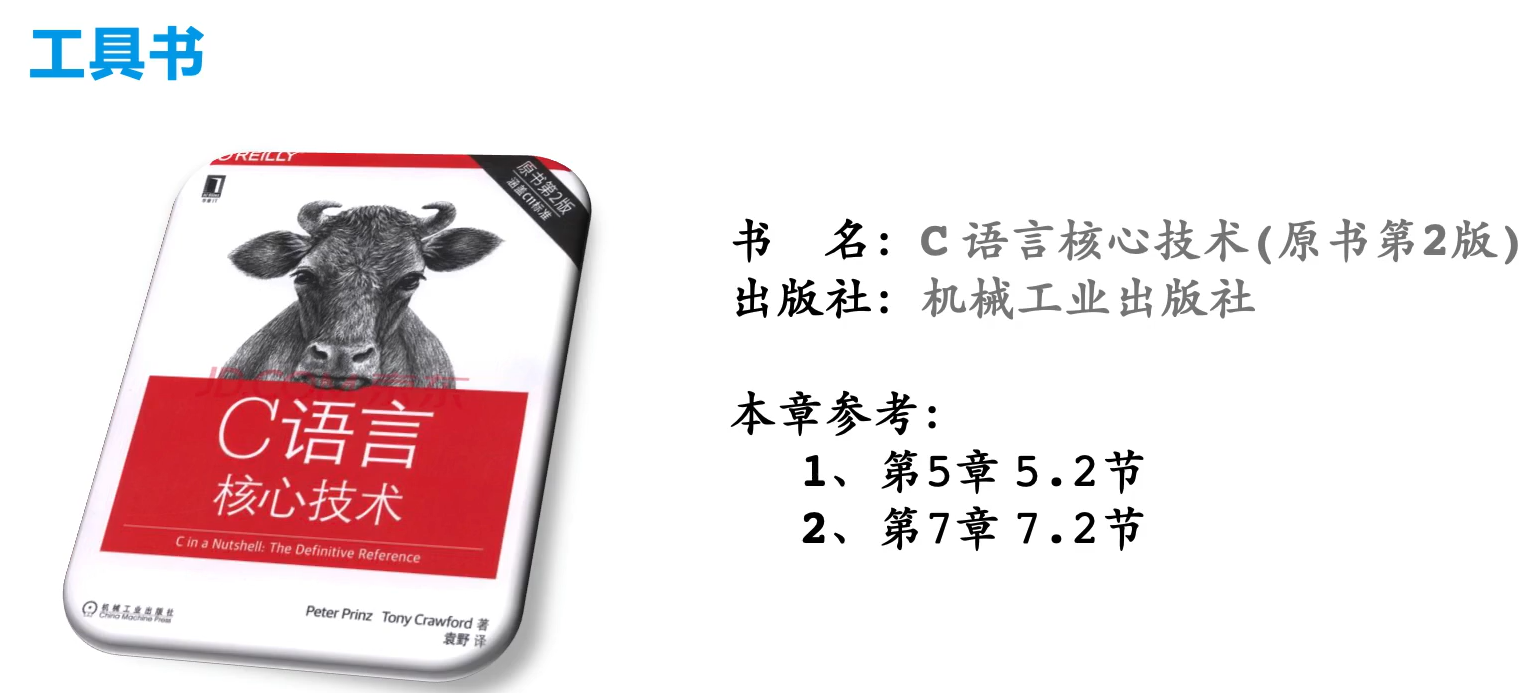 工具书
O'REILLY
原书第2版
涵盖C11标准
华章IT
JD.COM 京东
C语言
核心技术
C in a Nutshell: The Definitive Reference
机械工业出版社
China Machine Press
Peter Prinz Tony Crawford 著
袁野 译
书 名：C 语言核心技术(原书第2版)
出版社：机械工业出版社
本章参考：
1、第5章 5.2节
2、第7章 7.2节